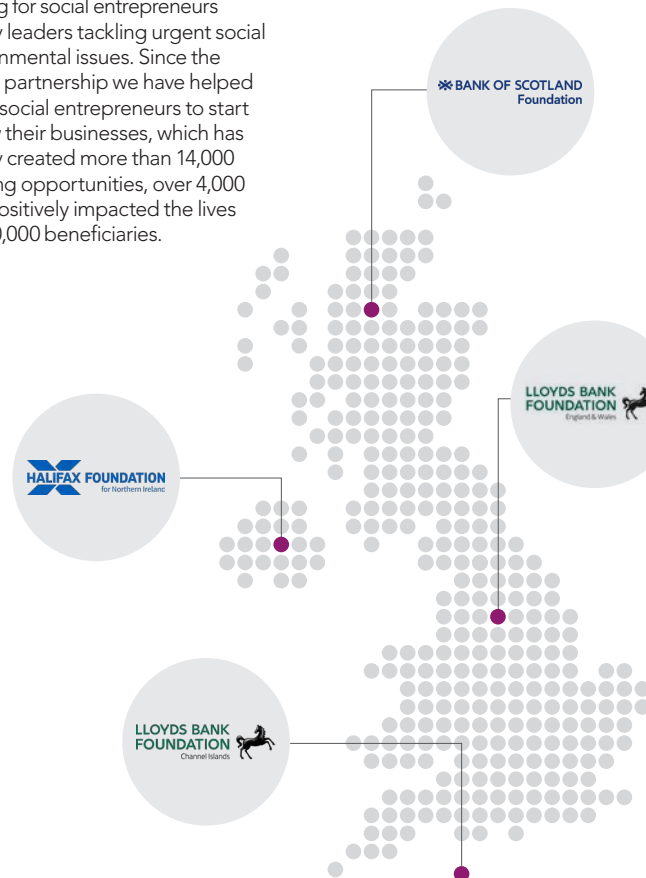 g for social entrepreneurs
leaders tackling urgent social
nmental issues. Since the
partnership we have helped
social entrepreneurs to start
their businesses, which has
created more than 14,000
ng opportunities, over 4,000
ositively impacted the lives
0,000 beneficiaries.
BANK OF SCOTLAND
Foundation
LLOYDS BANK
FOUNDATION
England & Wales
HALIFAX FOUNDATION
for Northern Ireland
LLOYDS BANK
FOUNDATION
Channel Islands